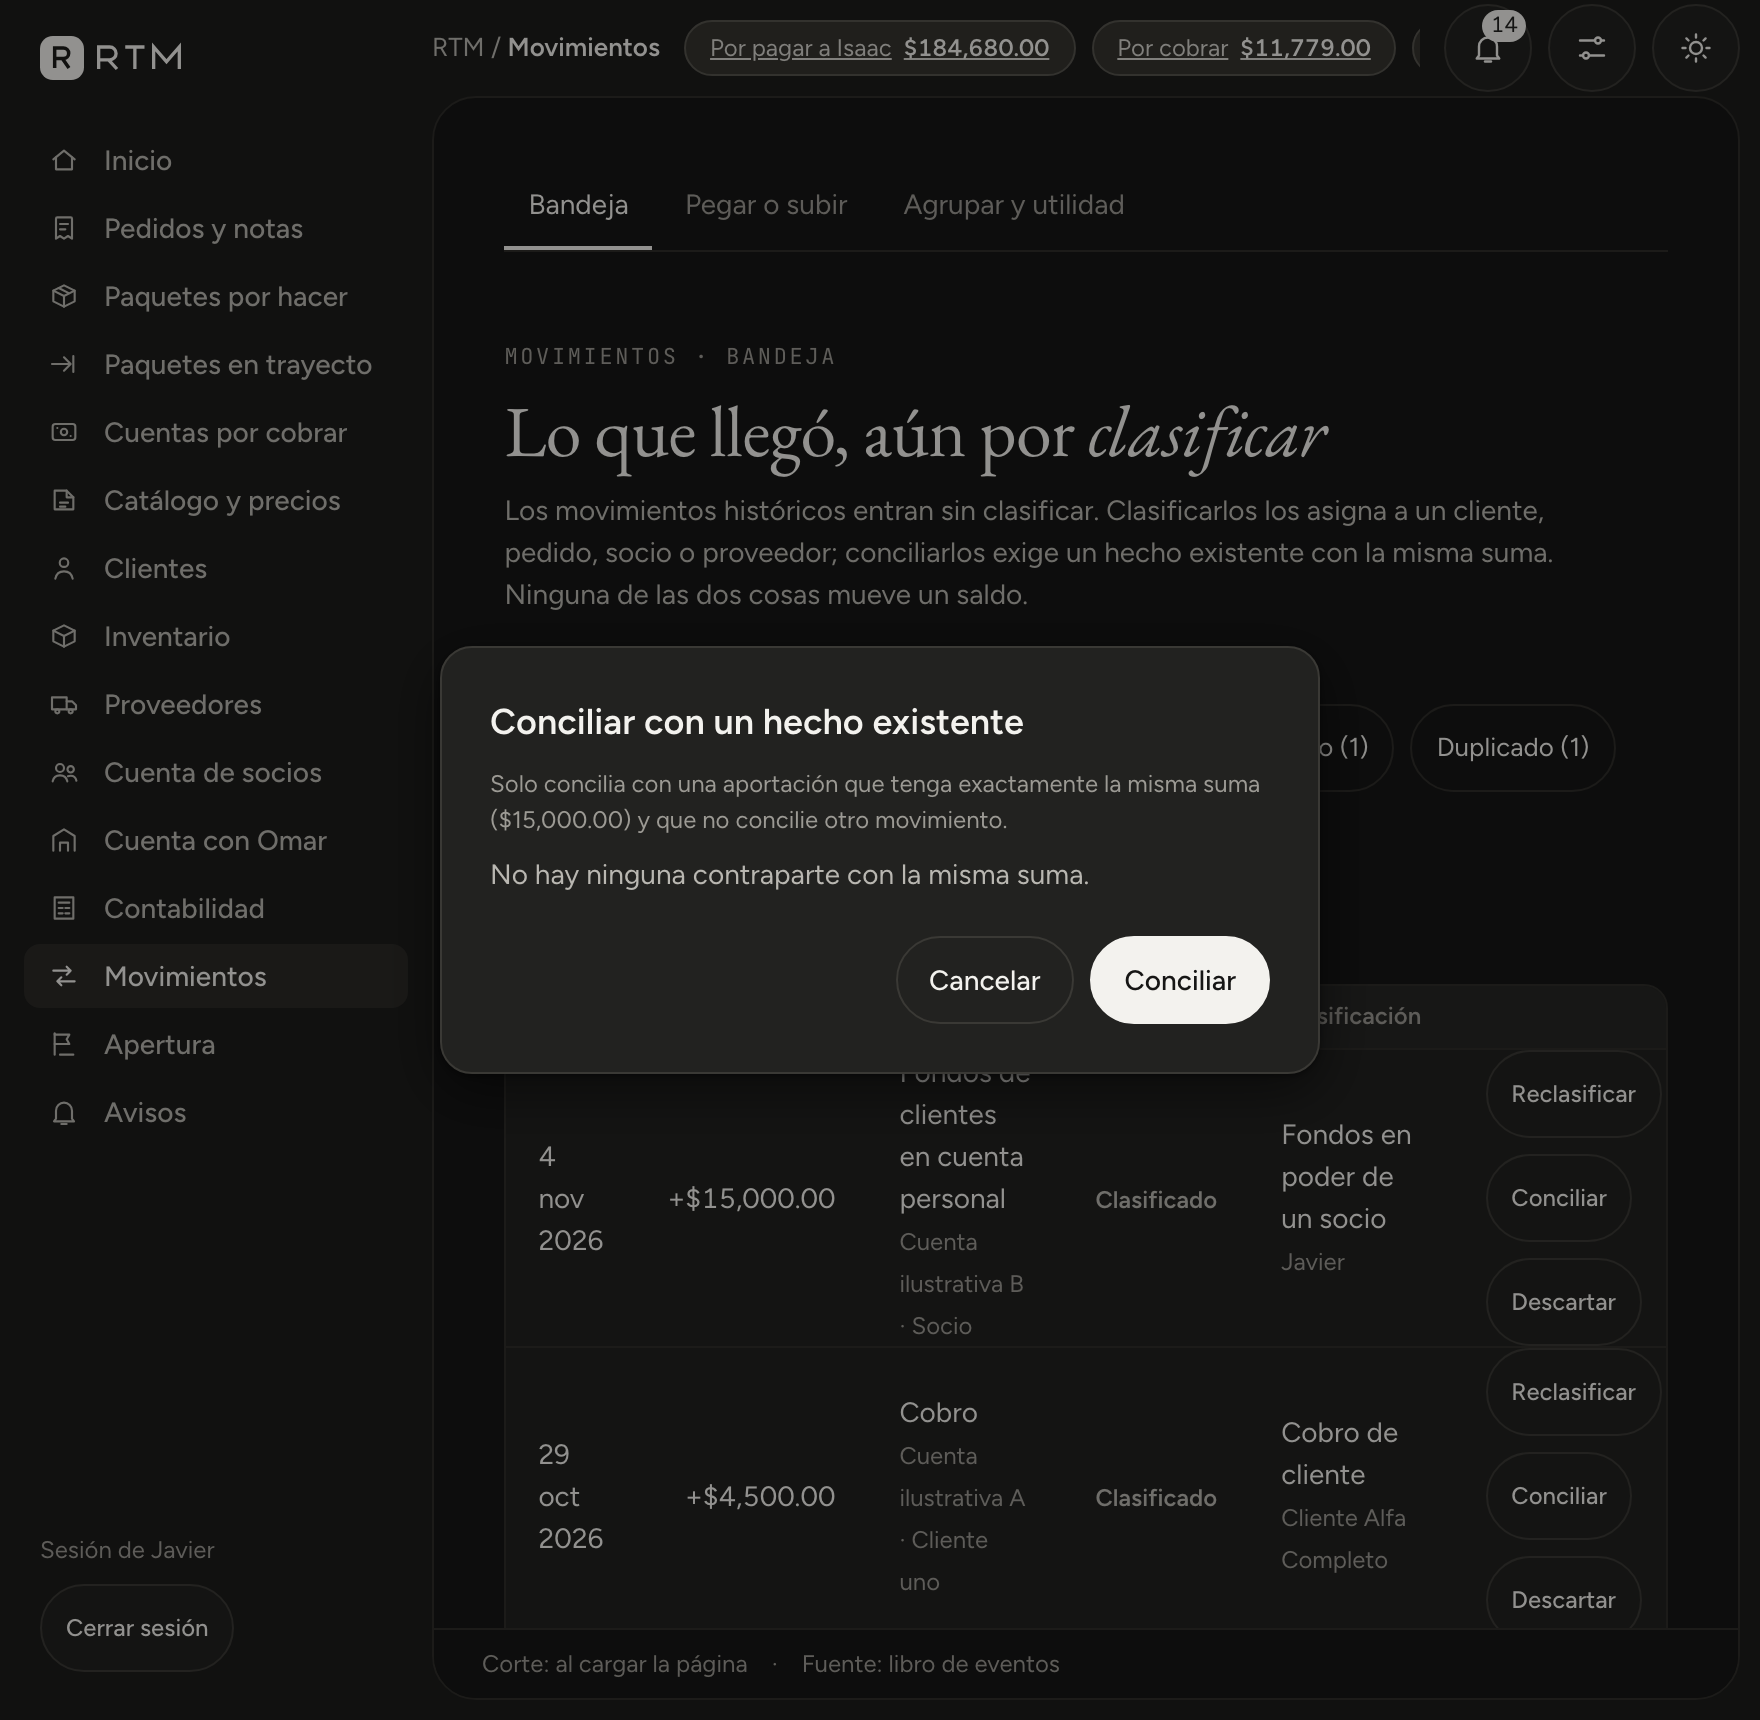 R RTM
RTM / Movimientos
Por pagar a Isaac $184,680.00
Por cobrar $11,779.00
14
Inicio
Pedidos y notas
Paquetes por hacer
Paquetes en trayecto
Cuentas por cobrar
Catálogo y precios
Clientes
Inventario
Proveedores
Cuenta de socios
Cuenta con Omar
Contabilidad
Movimientos
Apertura
Avisos
Sesión de Javier
Cerrar sesión
Bandeja Pegar o subir Agrupar y utilidad
MOVIMIENTOS · BANDEJA
Lo que llegó, aún por clasificar
Los movimientos históricos entran sin clasificar. Clasificarlos los asigna a un cliente,
pedido, socio o proveedor; conciliarlos exige un hecho existente con la misma suma.
Ninguna de las dos cosas mueve un saldo.
o (1)
Duplicado (1)
Conciliar con un hecho existente
Solo concilia con una aportación que tenga exactamente la misma suma
($15,000.00) y que no concilie otro movimiento.
No hay ninguna contraparte con la misma suma.
Cancelar
Conciliar
sificación
4
nov
2026
+$15,000.00
Fondos de
clientes
en cuenta
personal
Cuenta
ilustrativa B
· Socio
Clasificado
Fondos en
poder de
un socio
Javier
Reclasificar
Conciliar
Descartar
29
oct
2026
+$4,500.00
Cobro
Cuenta
ilustrativa A
· Cliente
uno
Clasificado
Cobro de
cliente
Cliente Alfa
Completo
Reclasificar
Conciliar
Descartar
Corte: al cargar la página · Fuente: libro de eventos